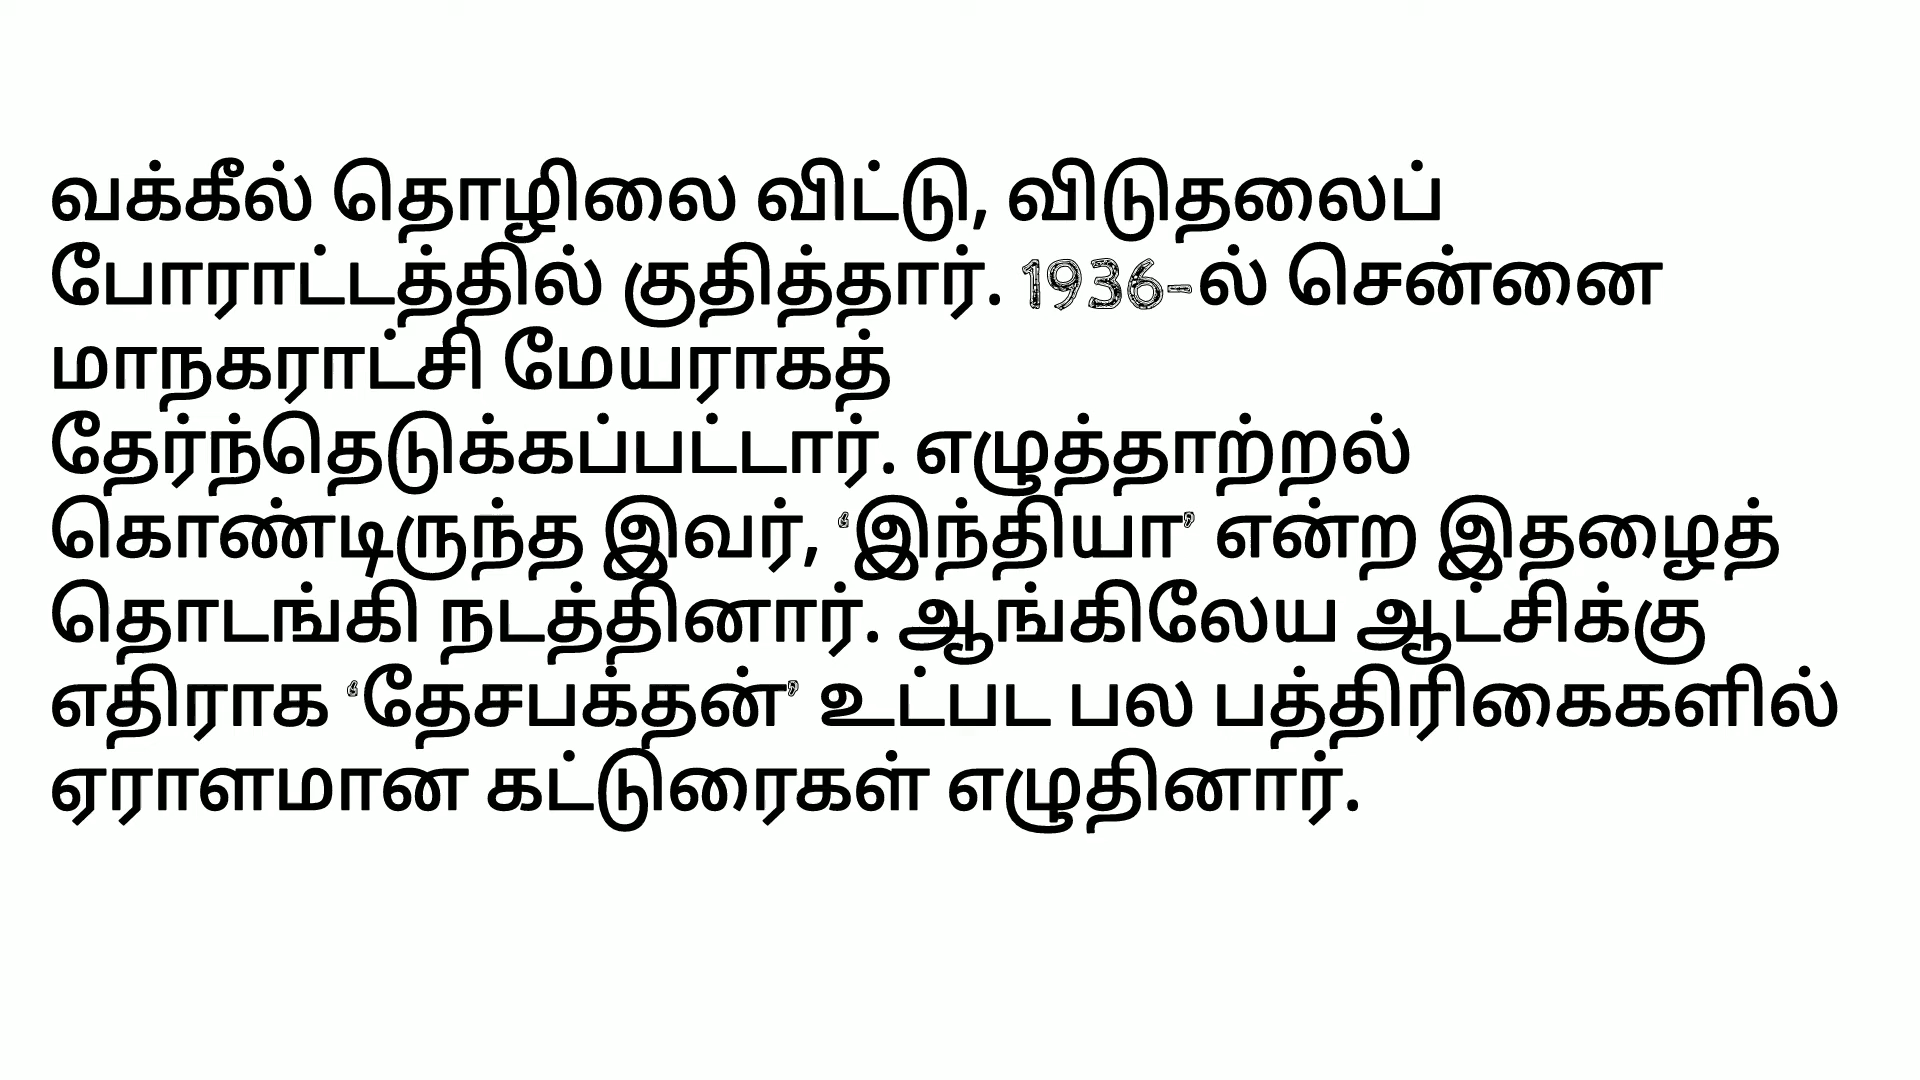 வக்கீல் தொழிலை விட்டு, விடுதலைப்
போராட்டத்தில் குதித்தார். 1936-ல் சென்னை
மாநகராட்சி மேயராகத்
தேர்ந்தெடுக்கப்பட்டார். எழுத்தாற்றல்
கொண்டிருந்த இவர், ‘இந்தியா’ என்ற இதழைத்
தொடங்கி நடத்தினார். ஆங்கிலேய ஆட்சிக்கு
எதிராக ‘தேசபக்தன்’ உட்பட பல பத்திரிகைகளில்
ஏராளமான கட்டுரைகள் எழுதினார்.